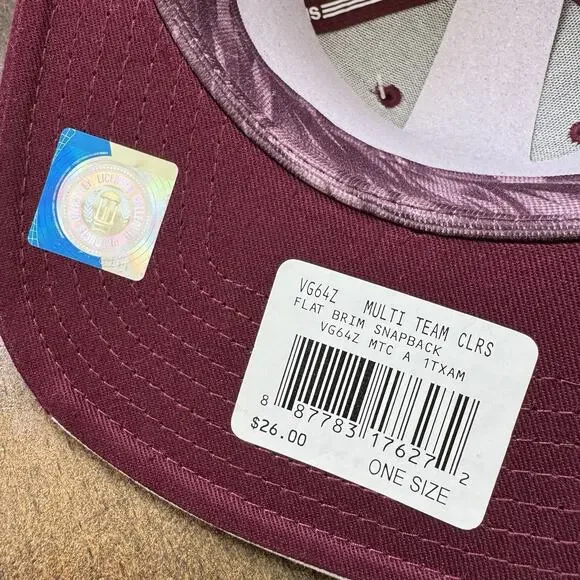 S
VG64Z MULTI TEAM CLRS
FLAT BRIM SNAPBACK
VG64Z MTC A 1TXAM
8 87783 17627 2
$26.00
ONE SIZE